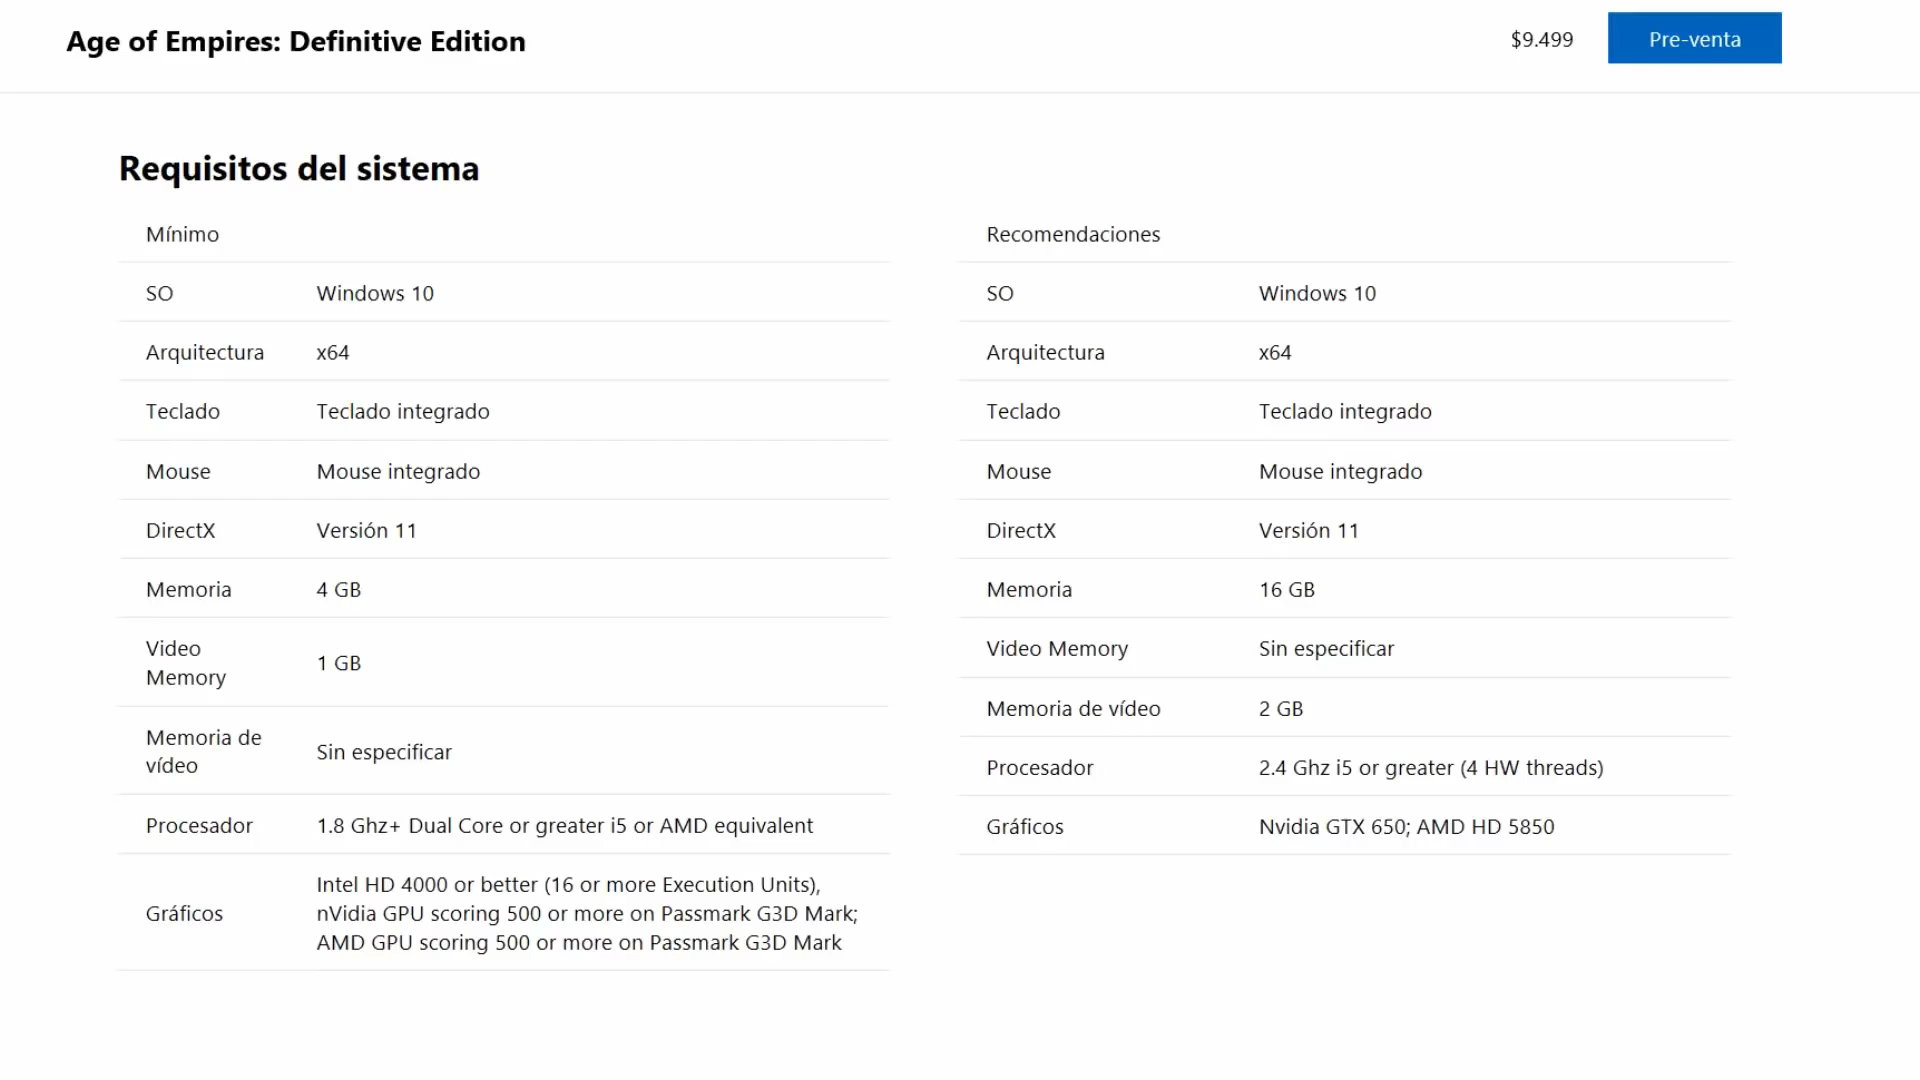 Age of Empires: Definitive Edition
$9.499
Pre-venta
Requisitos del sistema
Mínimo
SO Windows 10
Arquitectura x64
Teclado Teclado integrado
Mouse Mouse integrado
DirectX Versión 11
Memoria 4 GB
Video
Memory
1 GB
Memoria de
vídeo
Sin especificar
Procesador 1.8 Ghz+ Dual Core or greater i5 or AMD equivalent
Gráficos
Intel HD 4000 or better (16 or more Execution Units),
nVidia GPU scoring 500 or more on Passmark G3D Mark;
AMD GPU scoring 500 or more on Passmark G3D Mark
Recomendaciones
SO Windows 10
Arquitectura x64
Teclado Teclado integrado
Mouse Mouse integrado
DirectX Versión 11
Memoria 16 GB
Video Memory Sin especificar
Memoria de vídeo 2 GB
Procesador 2.4 Ghz i5 or greater (4 HW threads)
Gráficos Nvidia GTX 650; AMD HD 5850